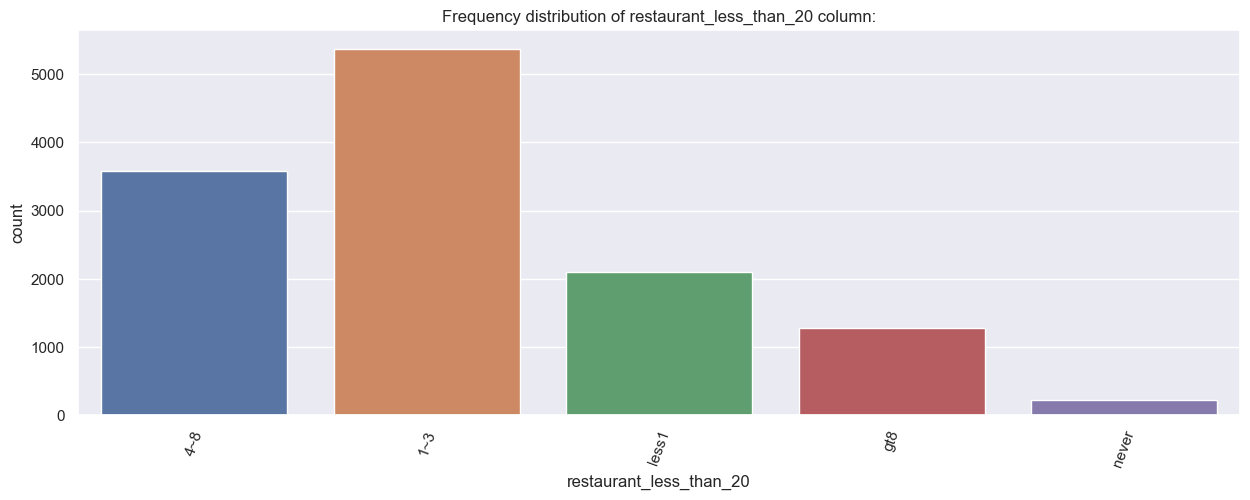 Frequency distribution of restaurant_less_than_20 column:
5000
4000
3000
2000
1000
0
count
4~8
1~3
less1
gt8
never
restaurant_less_than_20